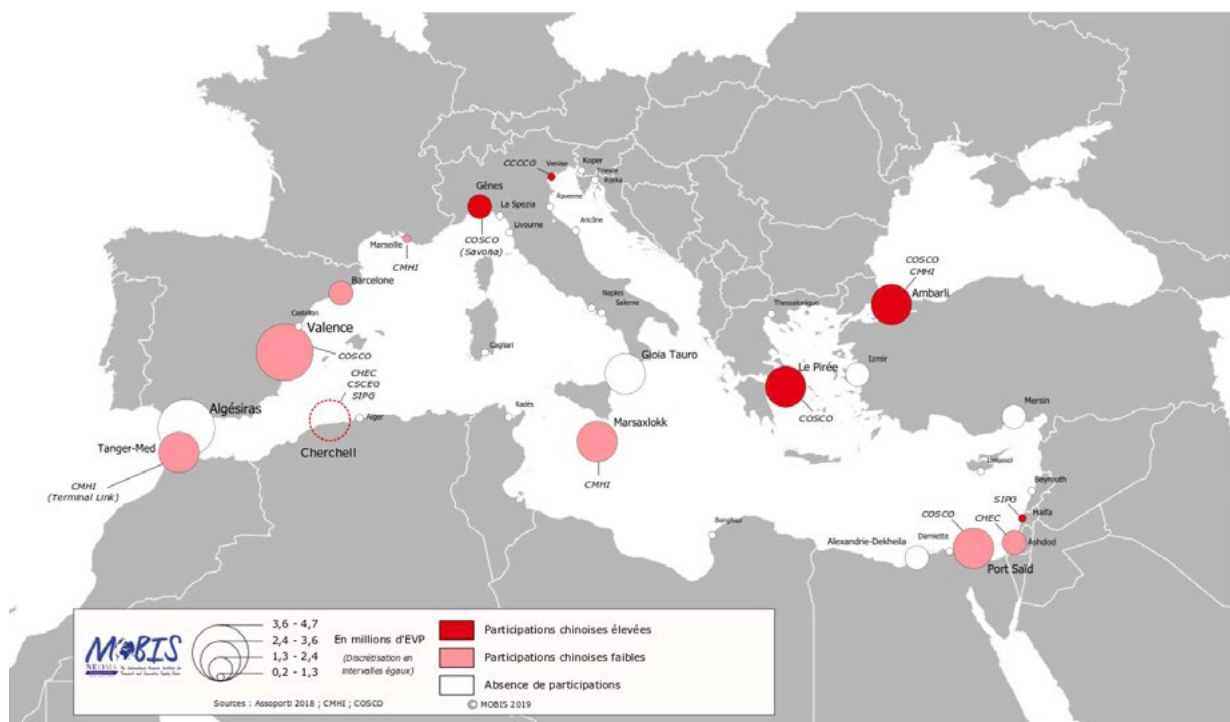 CCCCG
Venise
Koper
Trieste
Rijeka
Gênes
Ravenne
La Spezia
Livourne
Ancône
COSCO
(Savona)
Marseille
CMHI
Barcelone
COSCO
CMHI
Ambarli
Naples
Salerne
Thessalonique
Castellon
Valence
COSCO
Cagliari
Gioia Tauro
Le Pirée
COSCO
Izmir
CHEC
CSCEG
SIPG
Algésiras
Alger
Radès
Mersin
Marsaxlokk
CMHI
Tanger-Med
Cherchell
CMHI
(Terminal Link)
Limassol
Beyrouth
SIPG
Haifa
COSCO
CHEC
Ashdod
Alexandrie-Dekheila
Damiette
Port Saïd
MOBIS
NEOMA
3,6 - 4,7
2,4 - 3,6
1,3 - 2,4
0,2 - 1,3
En millions d'EVP
(Discrétisation en
intervalles égaux)
Participations chinoises élevées
Participations chinoises faibles
Absence de participations
Sources : Assoporti 2018 ; CMHI ; COSCO
© MOBIS 2019